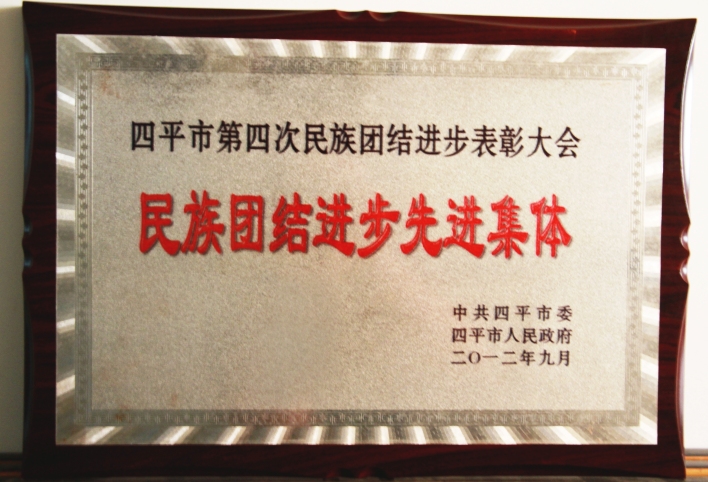 四平市第四次民族团结进步表彰大会
民族团结进步先进集体
中共四平市委
四平市人民政府
二〇一二年九月